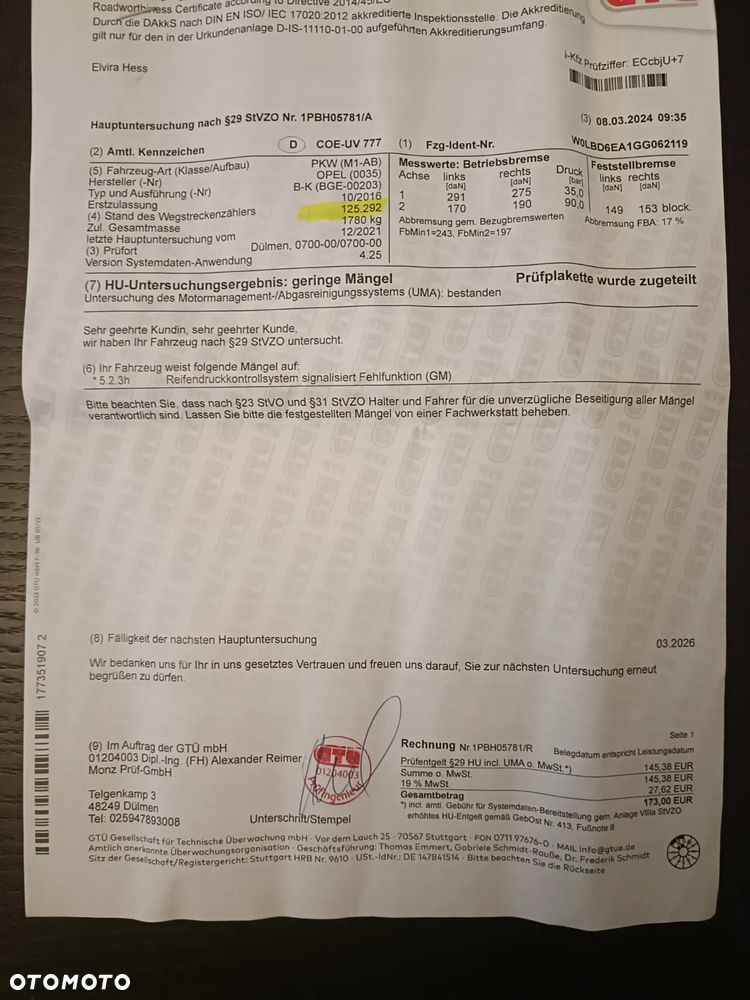 Roadworthiness Certificate according to Directive 2014/45/EU
Durch die DAkkS nach DIN EN ISO/ IEC 17020:2012 akkreditierte Inspektionsstelle. Die Akkreditierung
gilt nur für den in der Urkundenanlage D-IS-11110-01-00 aufgeführten Akkreditierungsumfang.
GTÜ
Elvira Hess
i-Kfz Prüfziffer: ECcbjU+7
Hauptuntersuchung nach §29 StVZO Nr. 1PBH05781/A
(3) 08.03.2024 09:35
(2) Amtl. Kennzeichen D COE-UV 777
(1) Fzg-Ident-Nr. W0LBD6EA1GG062119
(5) Fahrzeug-Art (Klasse/Aufbau) PKW (M1-AB)
Hersteller (-Nr) OPEL (0035)
Typ und Ausführung (-Nr) B-K (BGE-00203)
Erstzulassung 10/2016
(4) Stand des Wegstreckenzählers 125.292
Zul. Gesamtmasse 1780 kg
letzte Hauptuntersuchung vom 12/2021
(3) Prüfort Dülmen, 0700-00/0700-00
Version Systemdaten-Anwendung 4.25
Messwerte: Betriebsbremse
Achse links rechts Druck
[daN] [daN] [bar]
1 291 275 35,0
2 170 190 90,0
Abbremsung gem. Bezugbremswerten
FbMin1=243, FbMin2=197
Feststellbremse
links rechts
[daN] [daN]
149 153 block.
Abbremsung FBA: 17 %
(7) HU-Untersuchungsergebnis: geringe Mängel Prüfplakette wurde zugeteilt
Untersuchung des Motormanagement-/Abgasreinigungssystems (UMA): bestanden
Sehr geehrte Kundin, sehr geehrter Kunde,
wir haben Ihr Fahrzeug nach §29 StVZO untersucht.
(6) Ihr Fahrzeug weist folgende Mängel auf:
* 5.2.3h Reifendruckkontrollsystem signalisiert Fehlfunktion (GM)
Bitte beachten Sie, dass nach §23 StVO und §31 StVZO Halter und Fahrer für die unverzügliche Beseitigung aller Mängel
verantwortlich sind. Lassen Sie bitte die festgestellten Mängel von einer Fachwerkstatt beheben.
177351907 2
(8) Fälligkeit der nächsten Hauptuntersuchung 03.2026
Wir bedanken uns für Ihr in uns gesetztes Vertrauen und freuen uns darauf, Sie zur nächsten Untersuchung erneut
begrüßen zu dürfen.
(9) Im Auftrag der GTÜ mbH
01204003 Dipl.-Ing. (FH) Alexander Reimer
Monz Prüf-GmbH
Telgenkamp 3
48249 Dülmen
Tel: 025947893008
GTÜ
01204003
Prüfingenieur
Unterschrift/Stempel
Seite 1
Rechnung Nr.1PBH05781/R Belegdatum entspricht Leistungsdatum
Prüfentgelt §29 HU incl. UMA o. MwSt.*) 145,38 EUR
Summe o. MwSt. 145,38 EUR
19 % MwSt. 27,62 EUR
Gesamtbetrag 173,00 EUR
*) incl. amtl. Gebühr für Systemdaten-Bereitstellung gem. Anlage VIIIa StVZO
erhöhtes HU-Entgelt gemäß GebOst Nr. 413, Fußnote 8
GTÜ Gesellschaft für Technische Überwachung mbH · Vor dem Lauch 25 · 70567 Stuttgart · FON 0711 97676-0 · MAIL info@gtue.de
Amtlich anerkannte Überwachungsorganisation · Geschäftsführung: Thomas Emmert, Gabriele Schmidt-Rauße, Dr. Frederik Schmidt
Sitz der Gesellschaft/Registergericht: Stuttgart HRB Nr. 9610 · USt.-IdNr.: DE 147841514 · Bitte beachten Sie die Rückseite
OTOMOTO